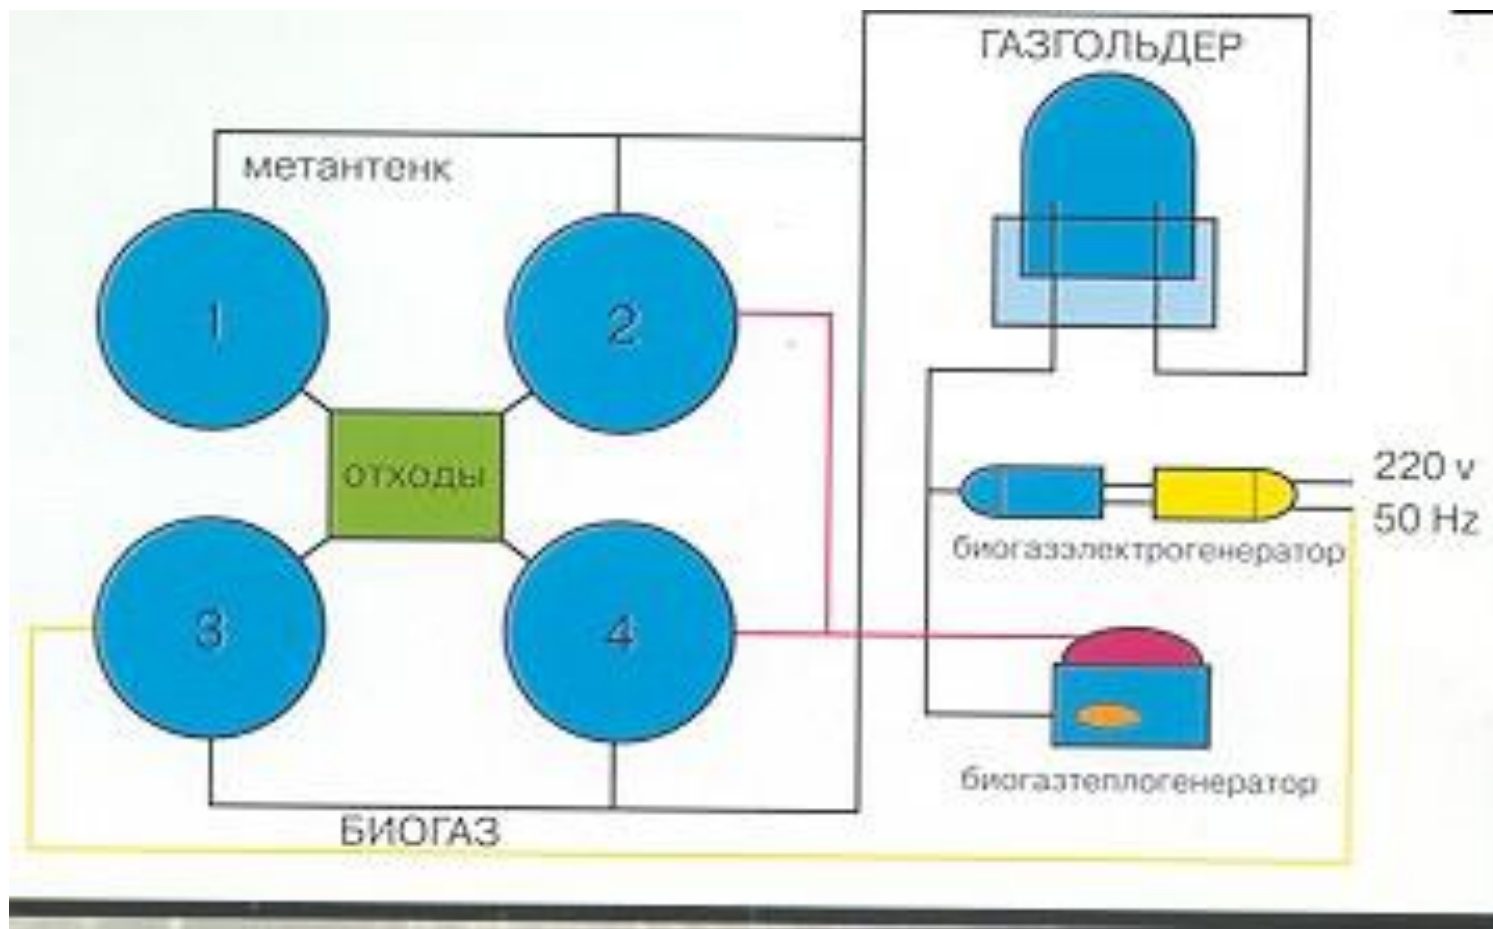 ГАЗГОЛЬДЕР
метантенк
1
2
отходы
220 v
50 Hz
биогазэлектрогенератор
3
4
биогазтеплогенератор
БИОГАЗ